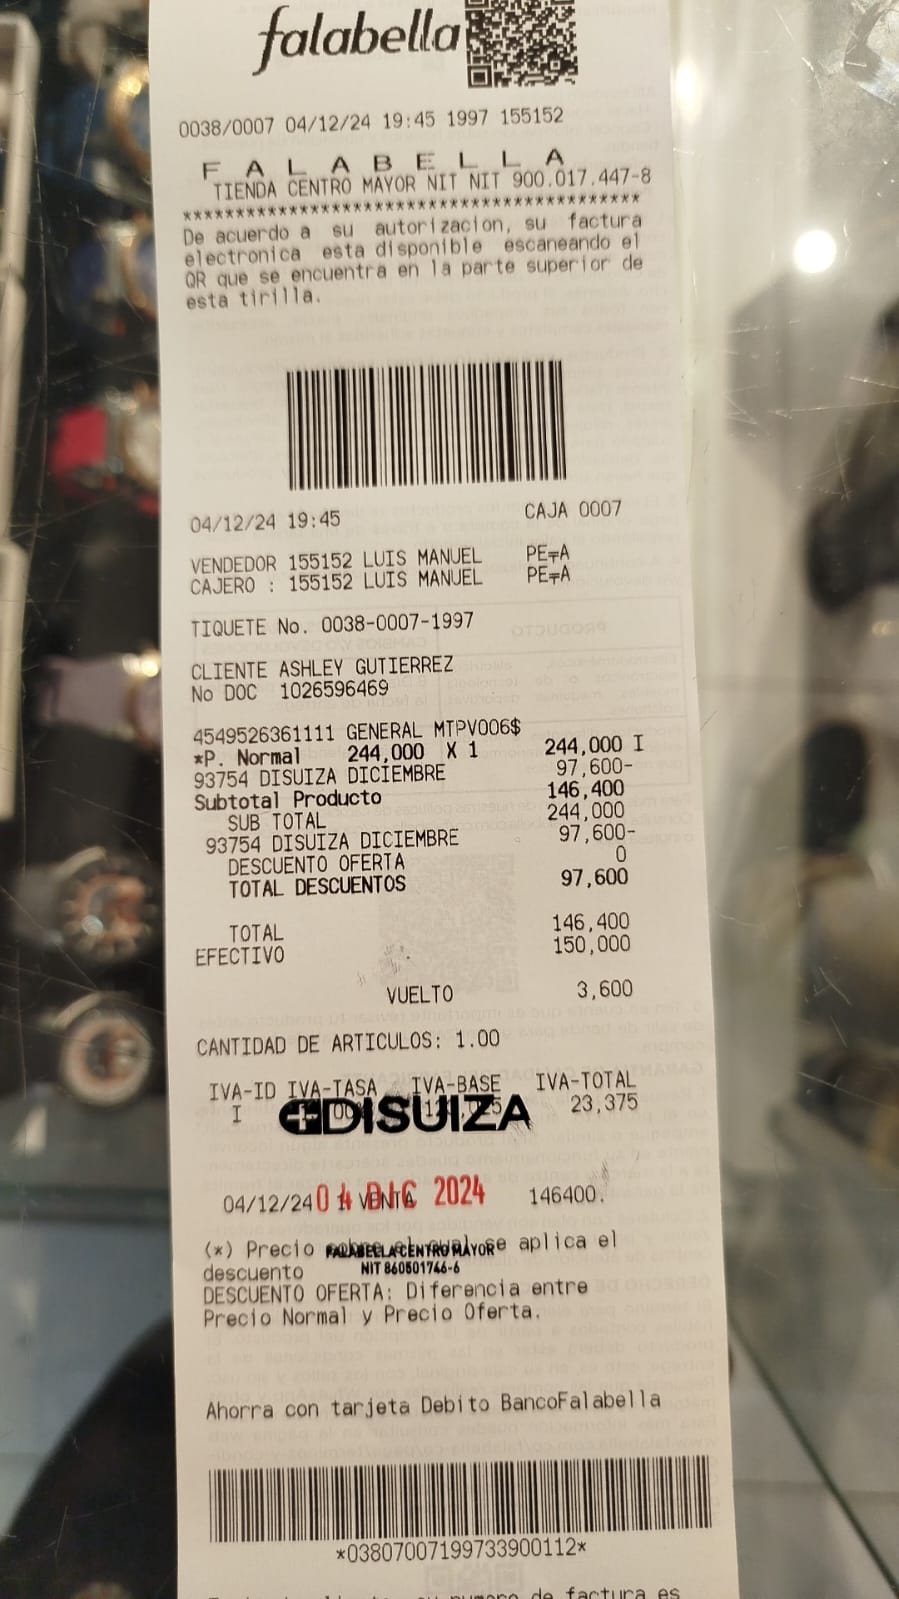 falabella
0038/0007 04/12/24 19:45 1997 155152
F A L A B E L L A
TIENDA CENTRO MAYOR NIT NIT 900.017.447-8
******************************************
De acuerdo a su autorizacion, su factura
electronica esta disponible escaneando el
QR que se encuentra en la parte superior de
esta tirilla.
04/12/24 19:45 CAJA 0007
VENDEDOR 155152 LUIS MANUEL PE╤A
CAJERO : 155152 LUIS MANUEL PE╤A
TIQUETE No. 0038-0007-1997
CLIENTE ASHLEY GUTIERREZ
No DOC 1026596469
4549526361111 GENERAL MTPV006$
*P. Normal 244,000 X 1 244,000 I
93754 DISUIZA DICIEMBRE 97,600-
Subtotal Producto 146,400
SUB TOTAL 244,000
93754 DISUIZA DICIEMBRE 97,600-
DESCUENTO OFERTA 0
TOTAL DESCUENTOS 97,600
TOTAL 146,400
EFECTIVO 150,000
VUELTO 3,600
CANTIDAD DE ARTICULOS: 1.00
IVA-ID IVA-TASA IVA-BASE IVA-TOTAL
I 23,375
DISUIZA
04/12/24 1 VENTA 146400.
04 DIC 2024
(*) Precio se aplica el
FALABELLA CENTRO MAYOR
descuento
NIT 860501746-6
DESCUENTO OFERTA: Diferencia entre
Precio Normal y Precio Oferta.
Ahorra con tarjeta Debito BancoFalabella
*03807007199733900112*
numero de factura es